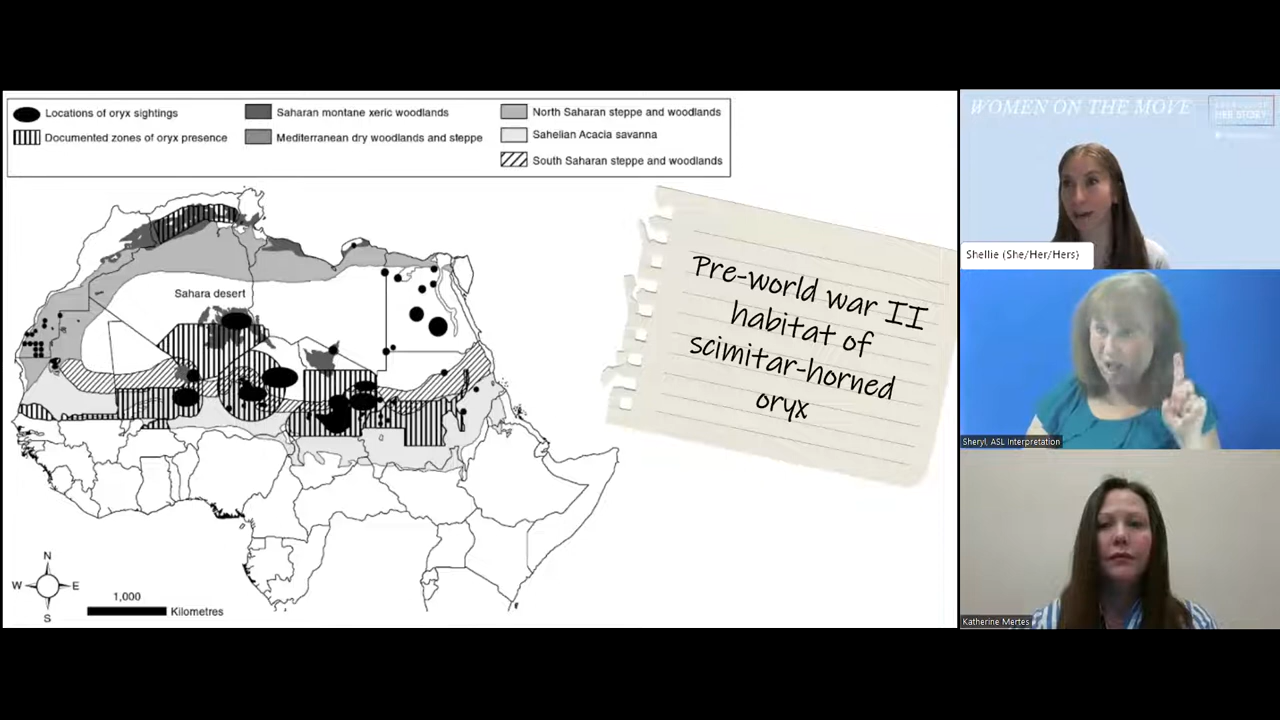 Locations of oryx sightings
Documented zones of oryx presence
Saharan montane xeric woodlands
Mediterranean dry woodlands and steppe
North Saharan steppe and woodlands
Sahelian Acacia savanna
South Saharan steppe and woodlands
Sahara desert
N
W E
S
1,000
Kilometres
Pre-world war II
habitat of
scimitar-horned
oryx
WOMEN ON THE MOVE
HER STORY
Shellie (She/Her/Hers)
Sheryl, ASL Interpretation
Katherine Mertes